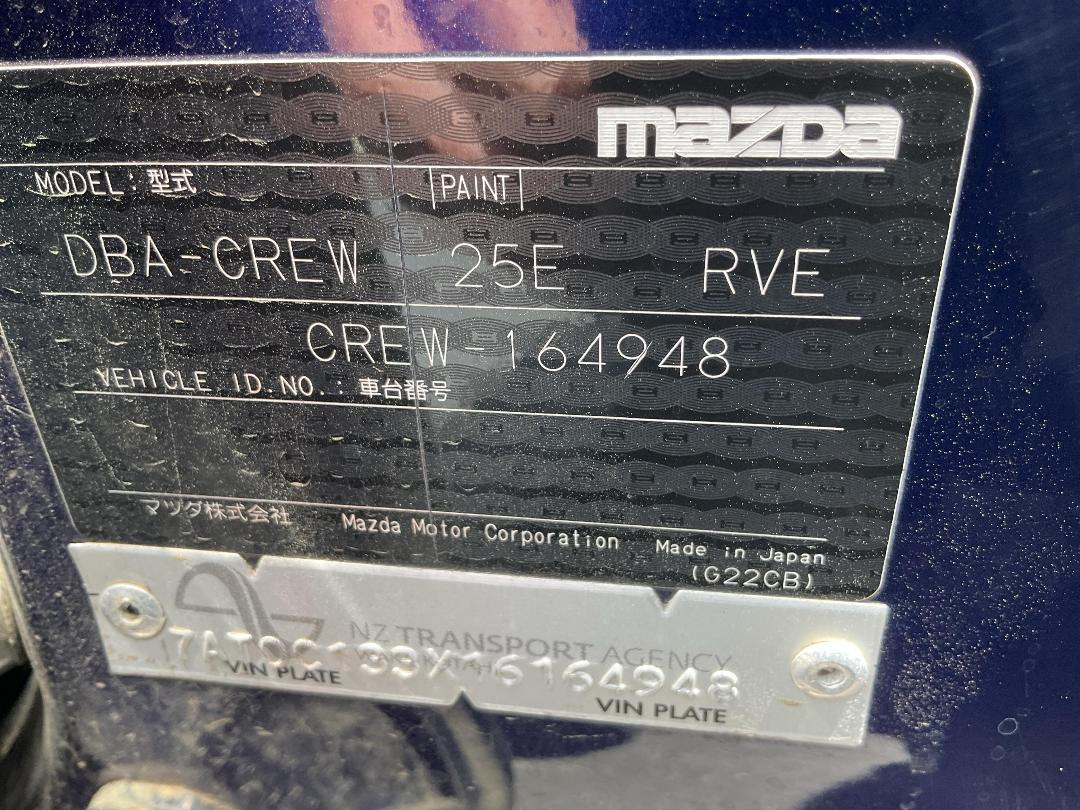 mazda
MODEL : 型式 PAINT
DBA-CREW 25E RVE
CREW-164948
VEHICLE ID.NO. : 車台番号
マツダ株式会社 Mazda Motor Corporation Made in Japan
(G22CB)
NZ TRANSPORT AGENCY
VIN PLATE
VIN PLATE